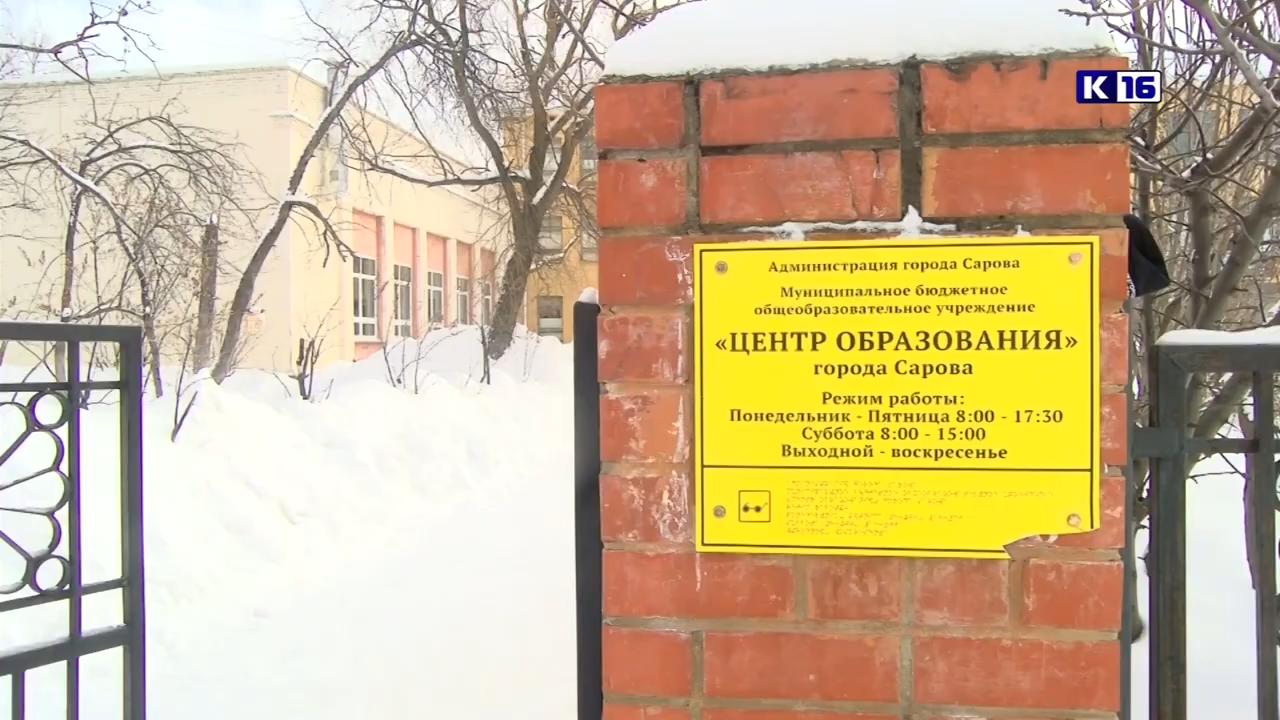 К 16
Администрация города Сарова
Муниципальное бюджетное
общеобразовательное учреждение
«ЦЕНТР ОБРАЗОВАНИЯ»
города Сарова
Режим работы:
Понедельник - Пятница 8:00 - 17:30
Суббота 8:00 - 15:00
Выходной - воскресенье